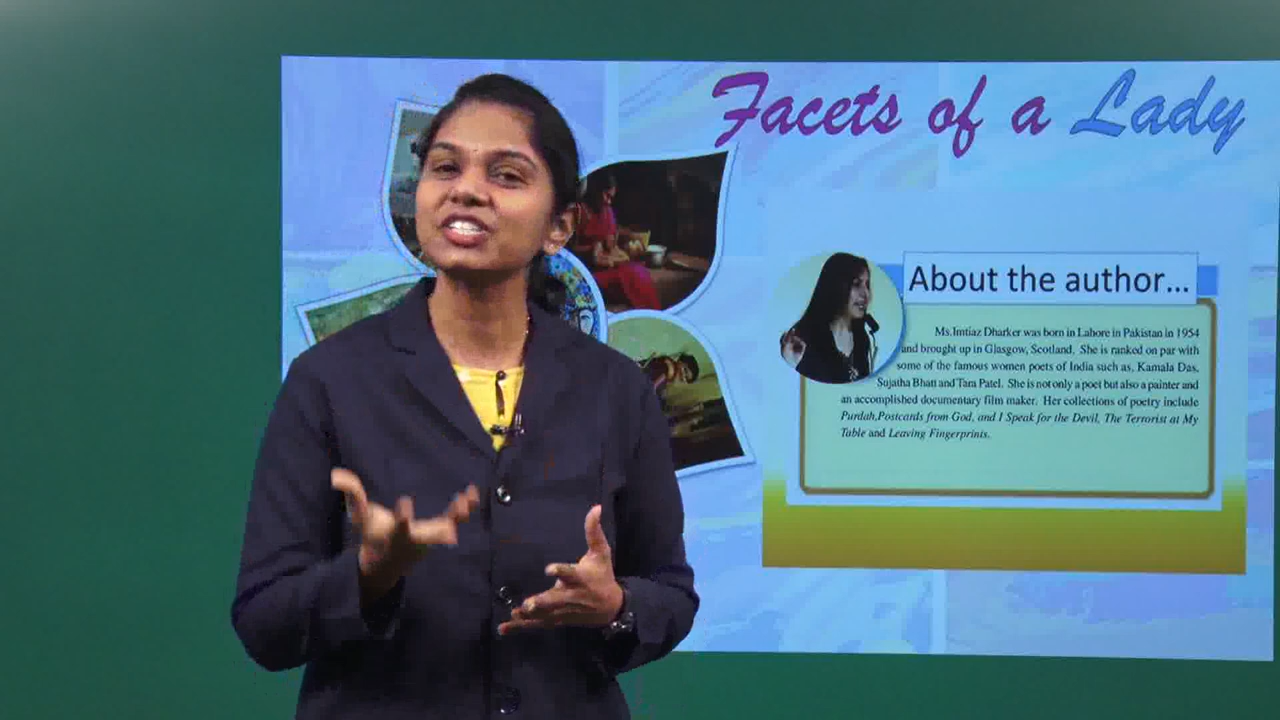 Facets of a Lady
About the author...
Ms.Imtiaz Dharker was born in Lahore in Pakistan in 1954
and brought up in Glasgow, Scotland. She is ranked on par with
some of the famous women poets of India such as, Kamala Das,
Sujatha Bhatt and Tara Patel. She is not only a poet but also a painter and
an accomplished documentary film maker. Her collections of poetry include
Purdah,Postcards from God, and I Speak for the Devil, The Terrorist at My
Table and Leaving Fingerprints.